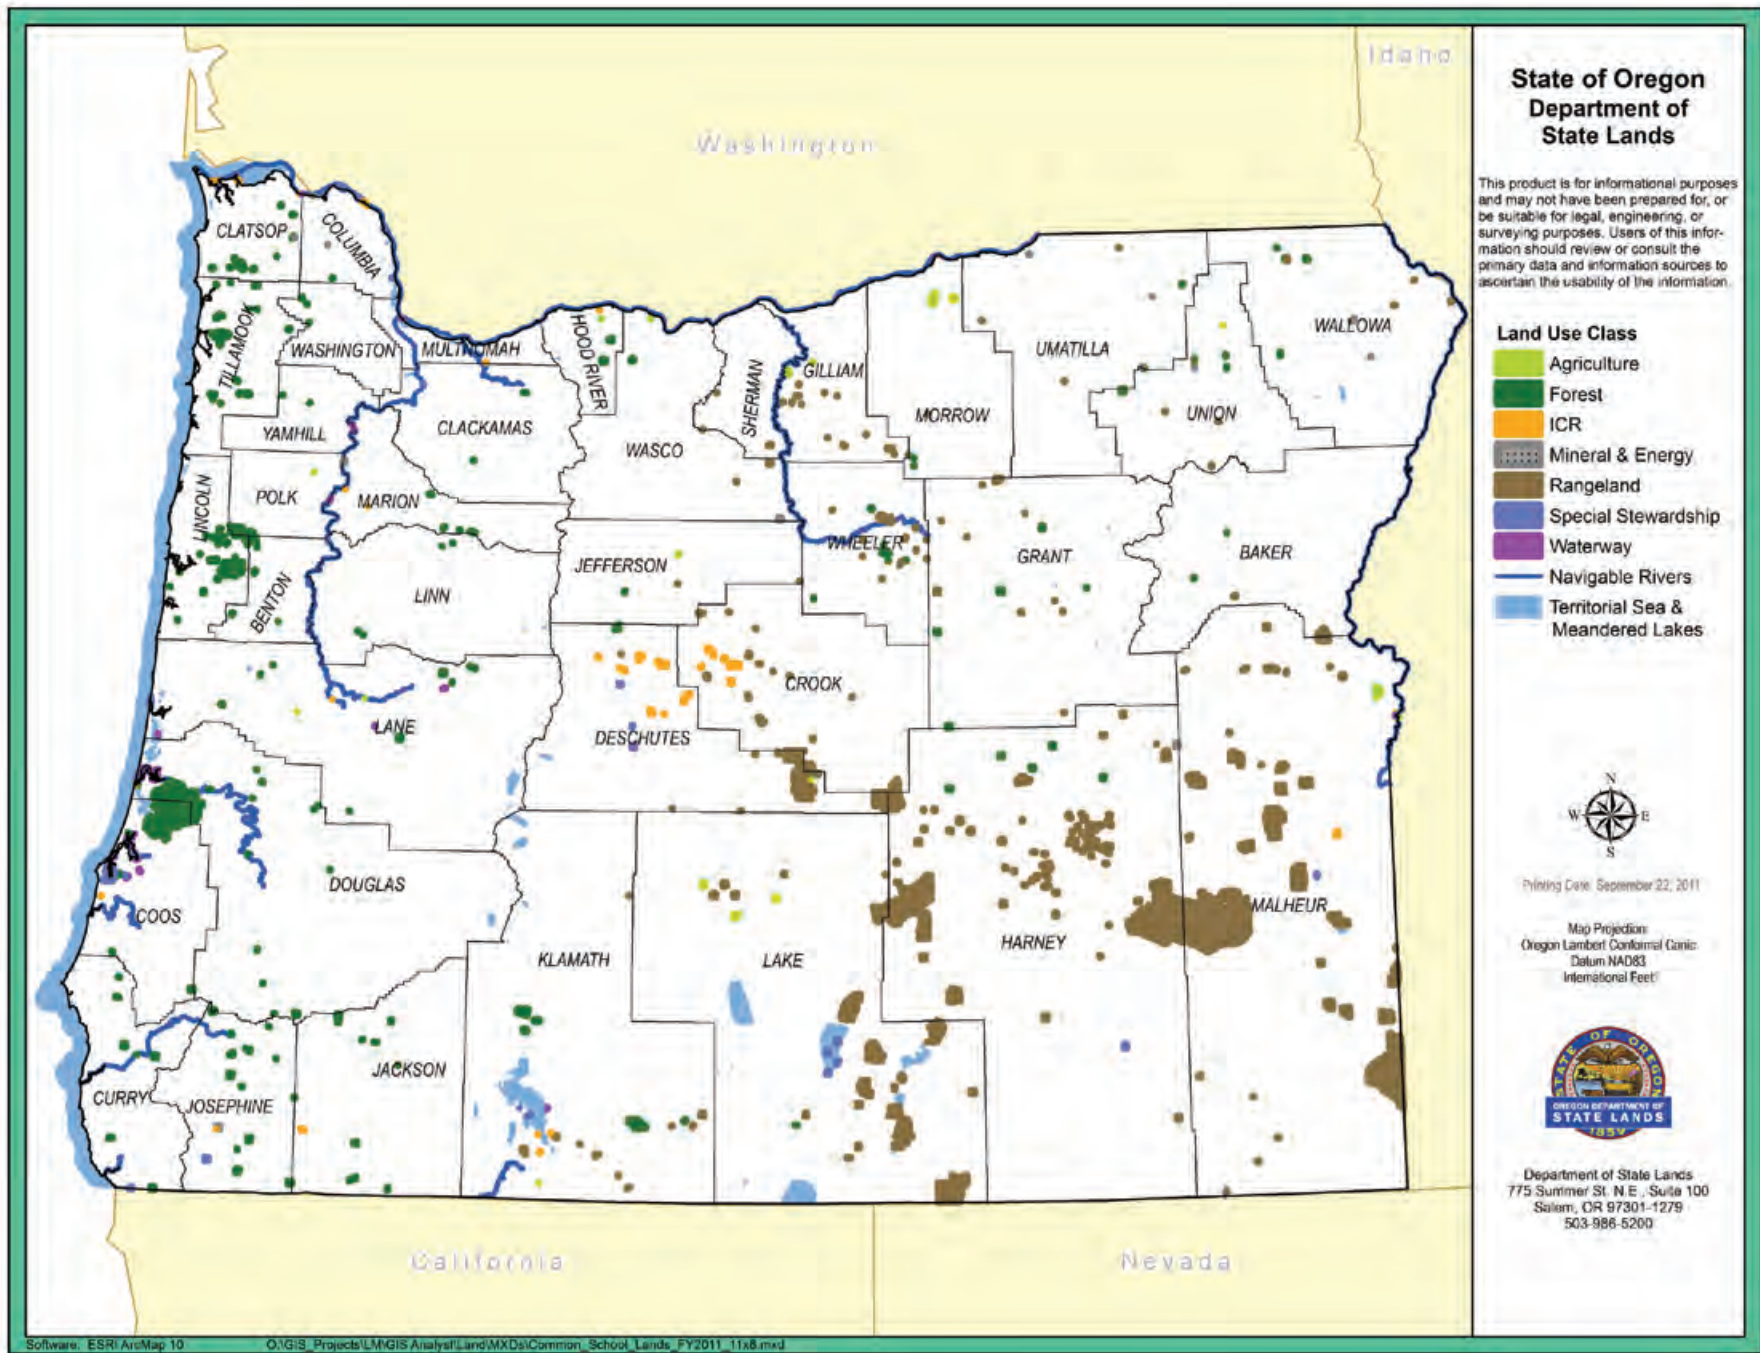 Idaho
Washington
State of Oregon
Department of
State Lands
This product is for informational purposes
and may not have been prepared for, or
be suitable for legal, engineering, or
surveying purposes. Users of this infor-
mation should review or consult the
primary data and information sources to
ascertain the usability of the information.
Land Use Class
Agriculture
Forest
ICR
Mineral & Energy
Rangeland
Special Stewardship
Waterway
Navigable Rivers
Territorial Sea &
Meandered Lakes
CLATSOP
COLUMBIA
TILLAMOOK
WASHINGTON
MULTNOMAH
HOOD RIVER
SHERMAN
GILLIAM
MORROW
UMATILLA
UNION
WALLOWA
YAMHILL
CLACKAMAS
WASCO
LINCOLN
POLK
MARION
BENTON
LINN
JEFFERSON
WHEELER
GRANT
BAKER
LANE
DESCHUTES
CROOK
DOUGLAS
COOS
KLAMATH
LAKE
HARNEY
MALHEUR
CURRY
JOSEPHINE
JACKSON
N
W
E
S
Printing Date: September 22, 2011
Map Projection:
Oregon Lambert Conformal Conic
Datum NAD83
International Feet
STATE OF OREGON
OREGON DEPARTMENT OF
STATE LANDS
1859
Department of State Lands
775 Summer St. N.E., Suite 100
Salem, OR 97301-1279
503-986-5200
California
Nevada
Software: ESRI ArcMap 10
O:\GIS_Projects\LM\GIS Analyst\Land\MXDs\Common_School_Lands_FY2011_11x8.mxd